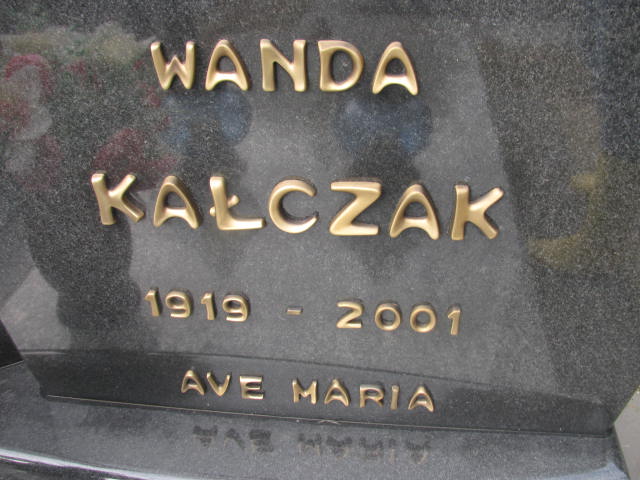 WANDA
KAŁCZAK
1919 - 2001
AVE MARIA